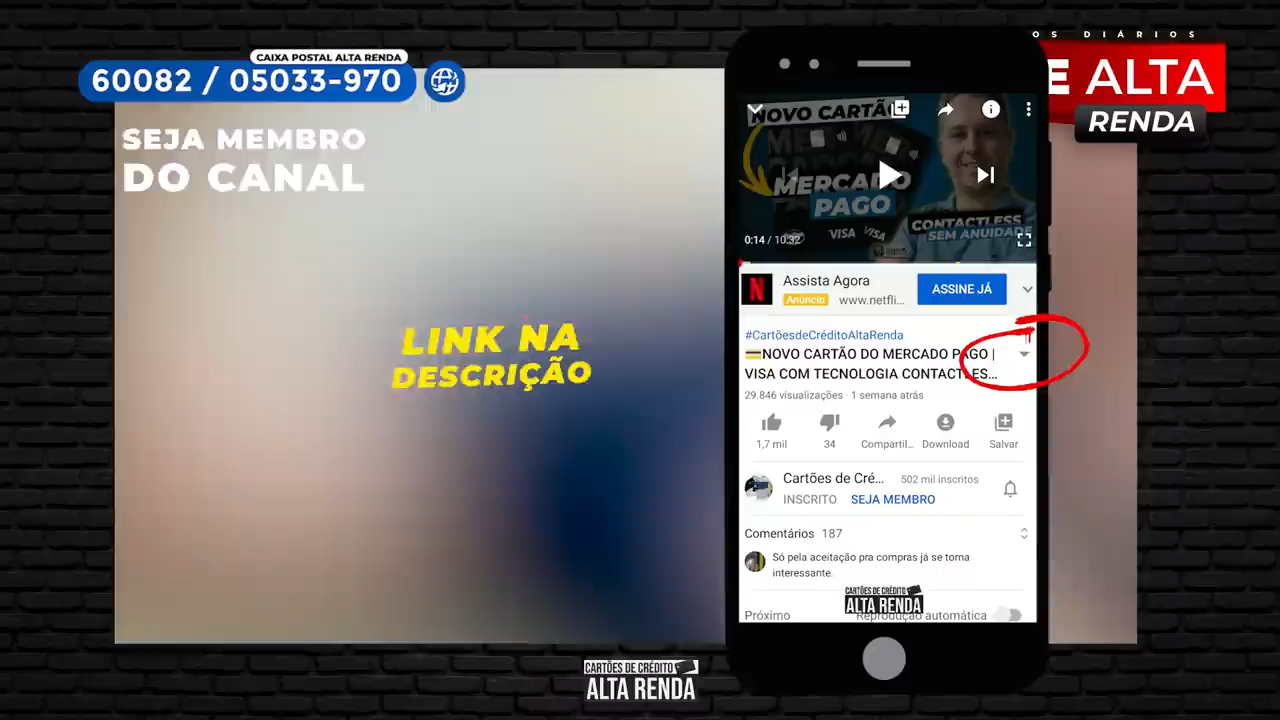 CAIXA POSTAL ALTA RENDA
60082 / 05033-970
SEJA MEMBRO
DO CANAL
LINK NA
DESCRIÇÃO
OS DIÁRIOS
E ALTA
RENDA
NOVO CARTÃO
MERCADO
PAGO
CONTACTLESS
SEM ANUIDADE
VISA VISA
0:14 / 10:32
Assista Agora
Anúncio www.netfli...
ASSINE JÁ
#CartõesdeCréditoAltaRenda
NOVO CARTÃO DO MERCADO PAGO |
VISA COM TECNOLOGIA CONTACTLES...
29.846 visualizações · 1 semana atrás
1,7 mil 34 Compartil... Download Salvar
Cartões de Cré... 502 mil inscritos
INSCRITO SEJA MEMBRO
Comentários 187
Só pela aceitação pra compras já se torna
interessante.
CARTÕES DE CRÉDITO
ALTA RENDA
Próximo Reprodução automática
CARTÕES DE CRÉDITO
ALTA RENDA